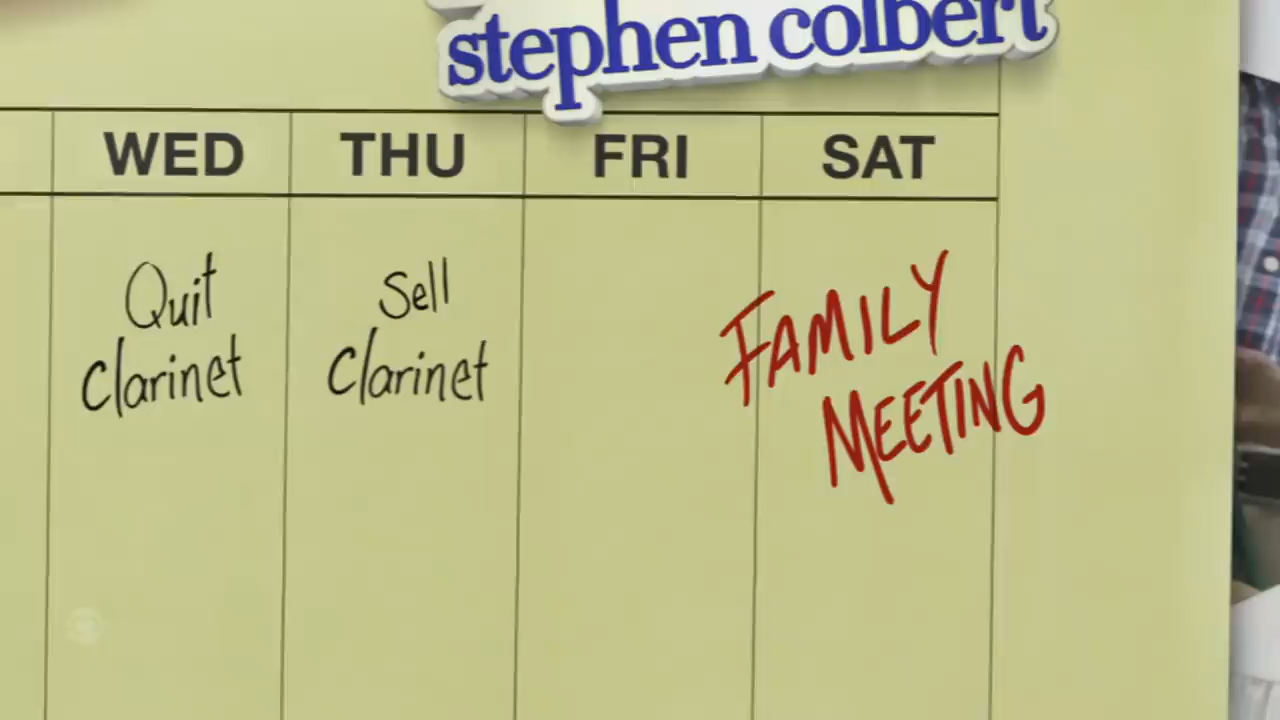 stephen colbert
WED THU FRI SAT
Quit
Clarinet
Sell
Clarinet
FAMILY
MEETING